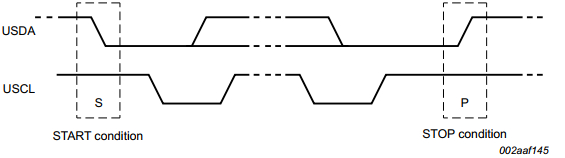 USDA
USCL
S
P
START condition
STOP condition
002aaf145